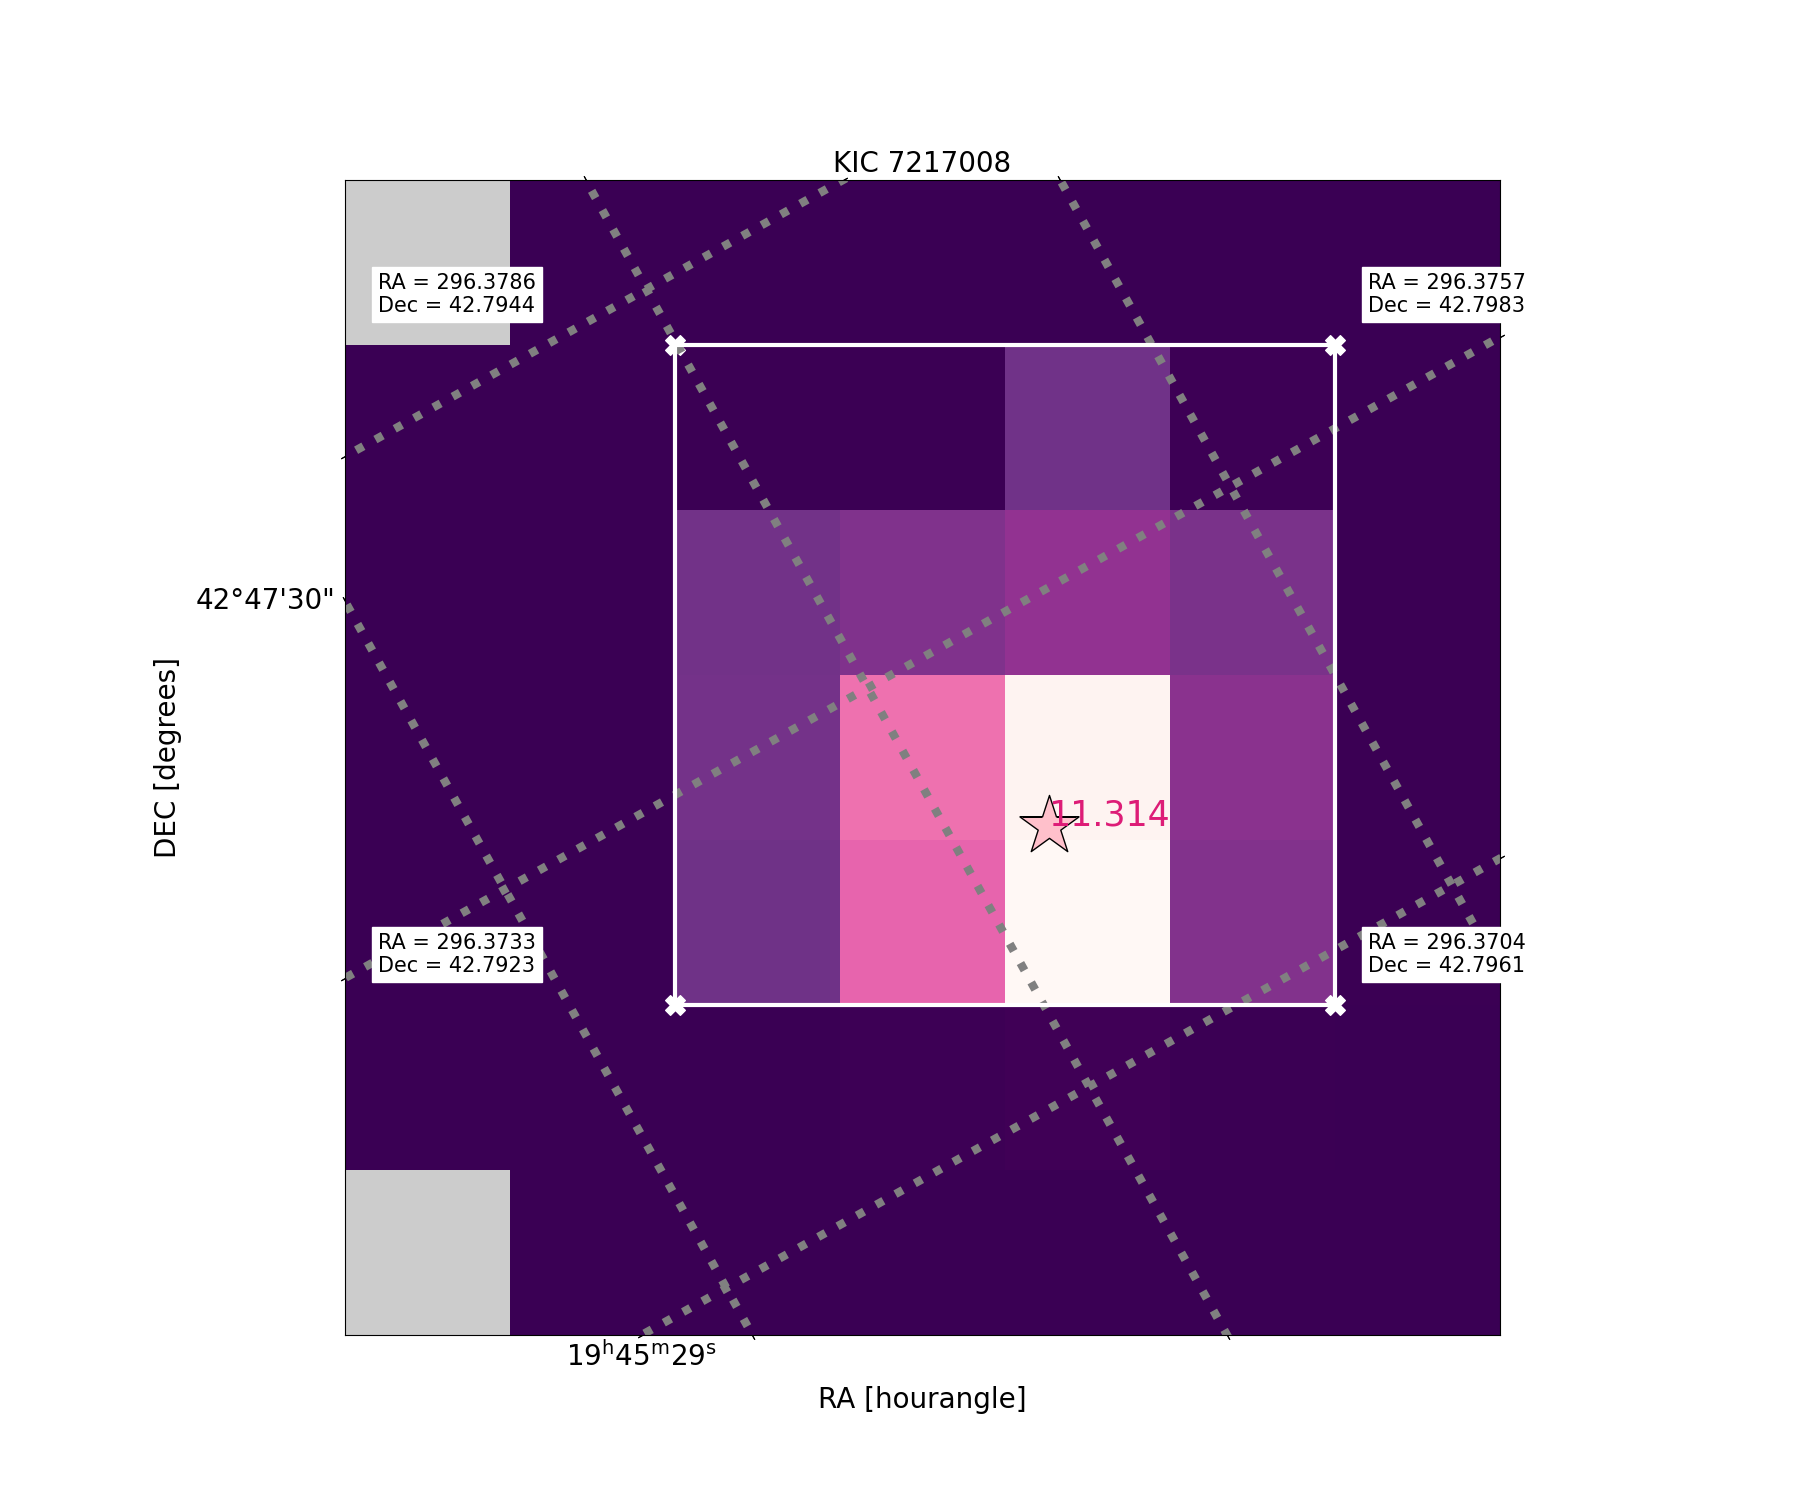 KIC 7217008
RA = 296.3786
Dec = 42.7944
RA = 296.3757
Dec = 42.7983
42°47'30"
DEC [degrees]
11.314
RA = 296.3733
Dec = 42.7923
RA = 296.3704
Dec = 42.7961
19ʰ45ᵐ29ˢ
RA [hourangle]